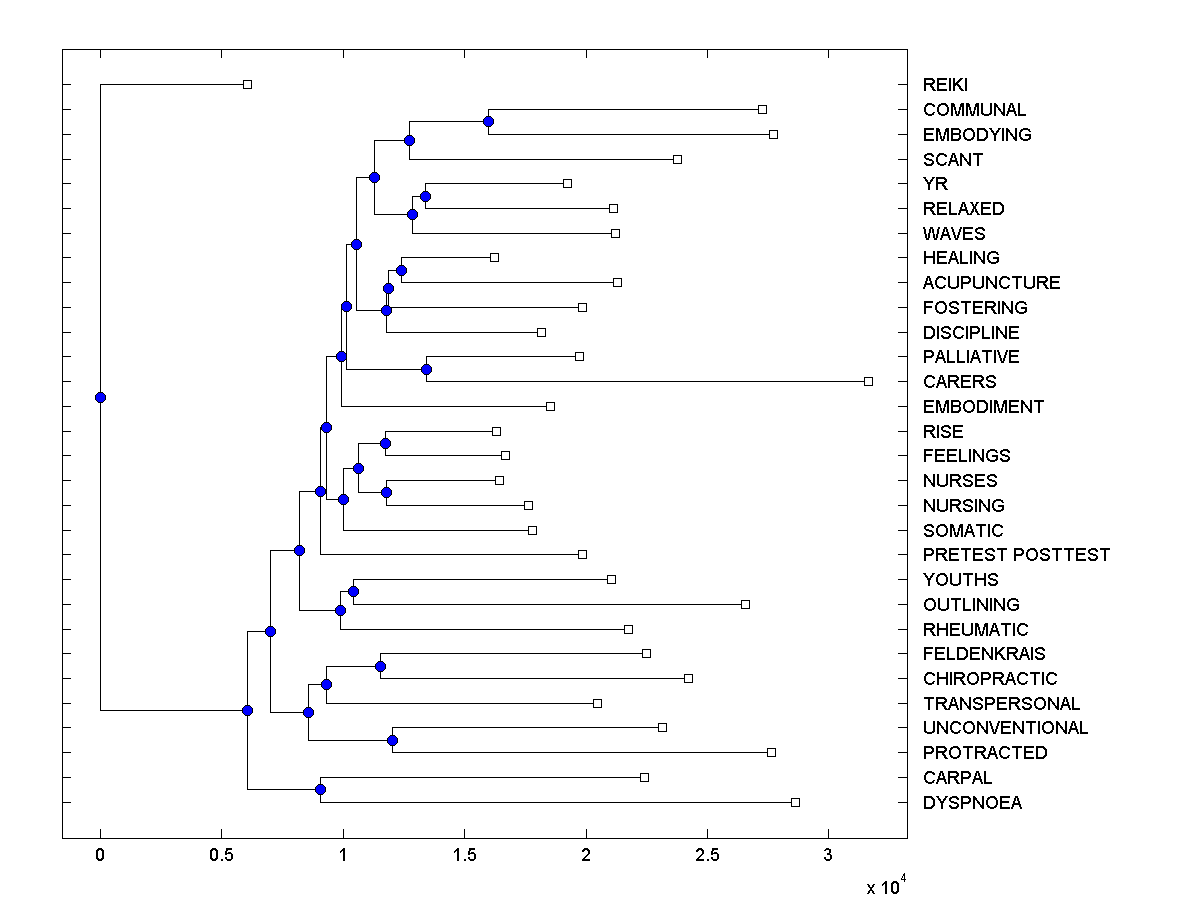 REIKI
COMMUNAL
EMBODYING
SCANT
YR
RELAXED
WAVES
HEALING
ACUPUNCTURE
FOSTERING
DISCIPLINE
PALLIATIVE
CARERS
EMBODIMENT
RISE
FEELINGS
NURSES
NURSING
SOMATIC
PRETEST POSTTEST
YOUTHS
OUTLINING
RHEUMATIC
FELDENKRAIS
CHIROPRACTIC
TRANSPERSONAL
UNCONVENTIONAL
PROTRACTED
CARPAL
DYSPNOEA
0 0.5 1 1.5 2 2.5 3
x 10^4